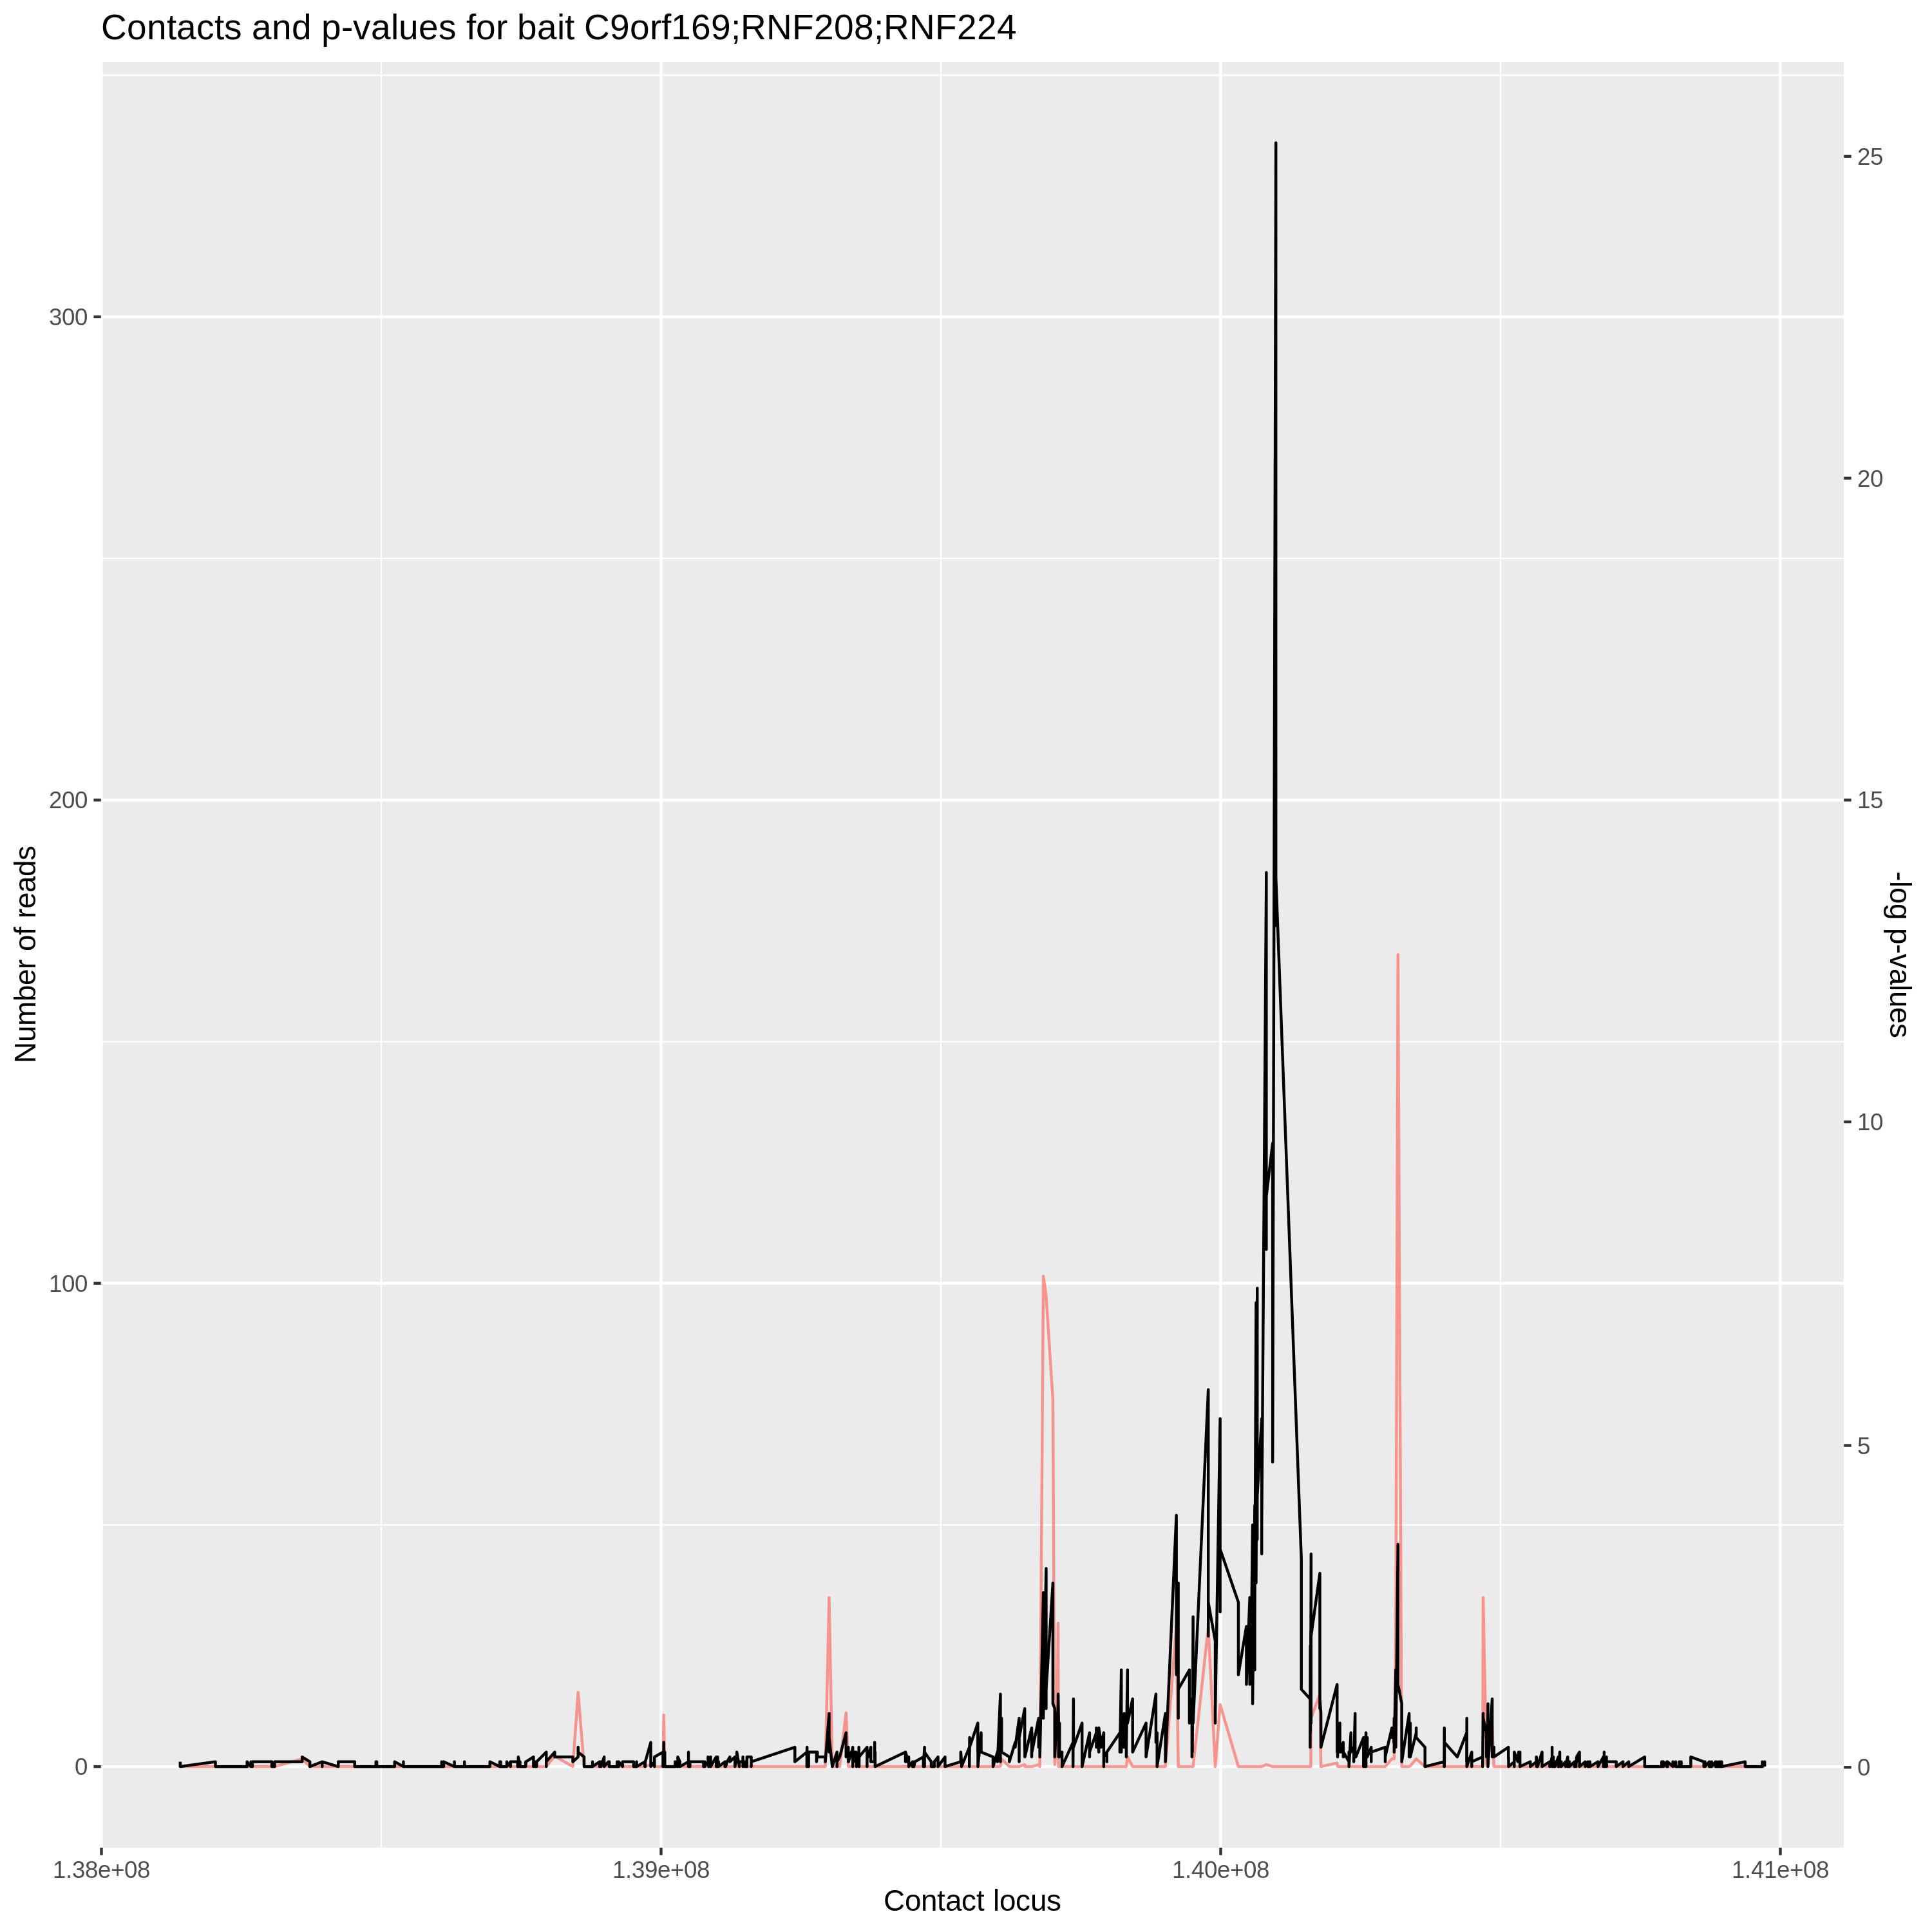 Contacts and p-values for bait C9orf169;RNF208;RNF224
Number of reads
300
200
100
0
25
20
15
10
5
0
-log p-values
1.38e+08
1.39e+08
1.40e+08
1.41e+08
Contact locus